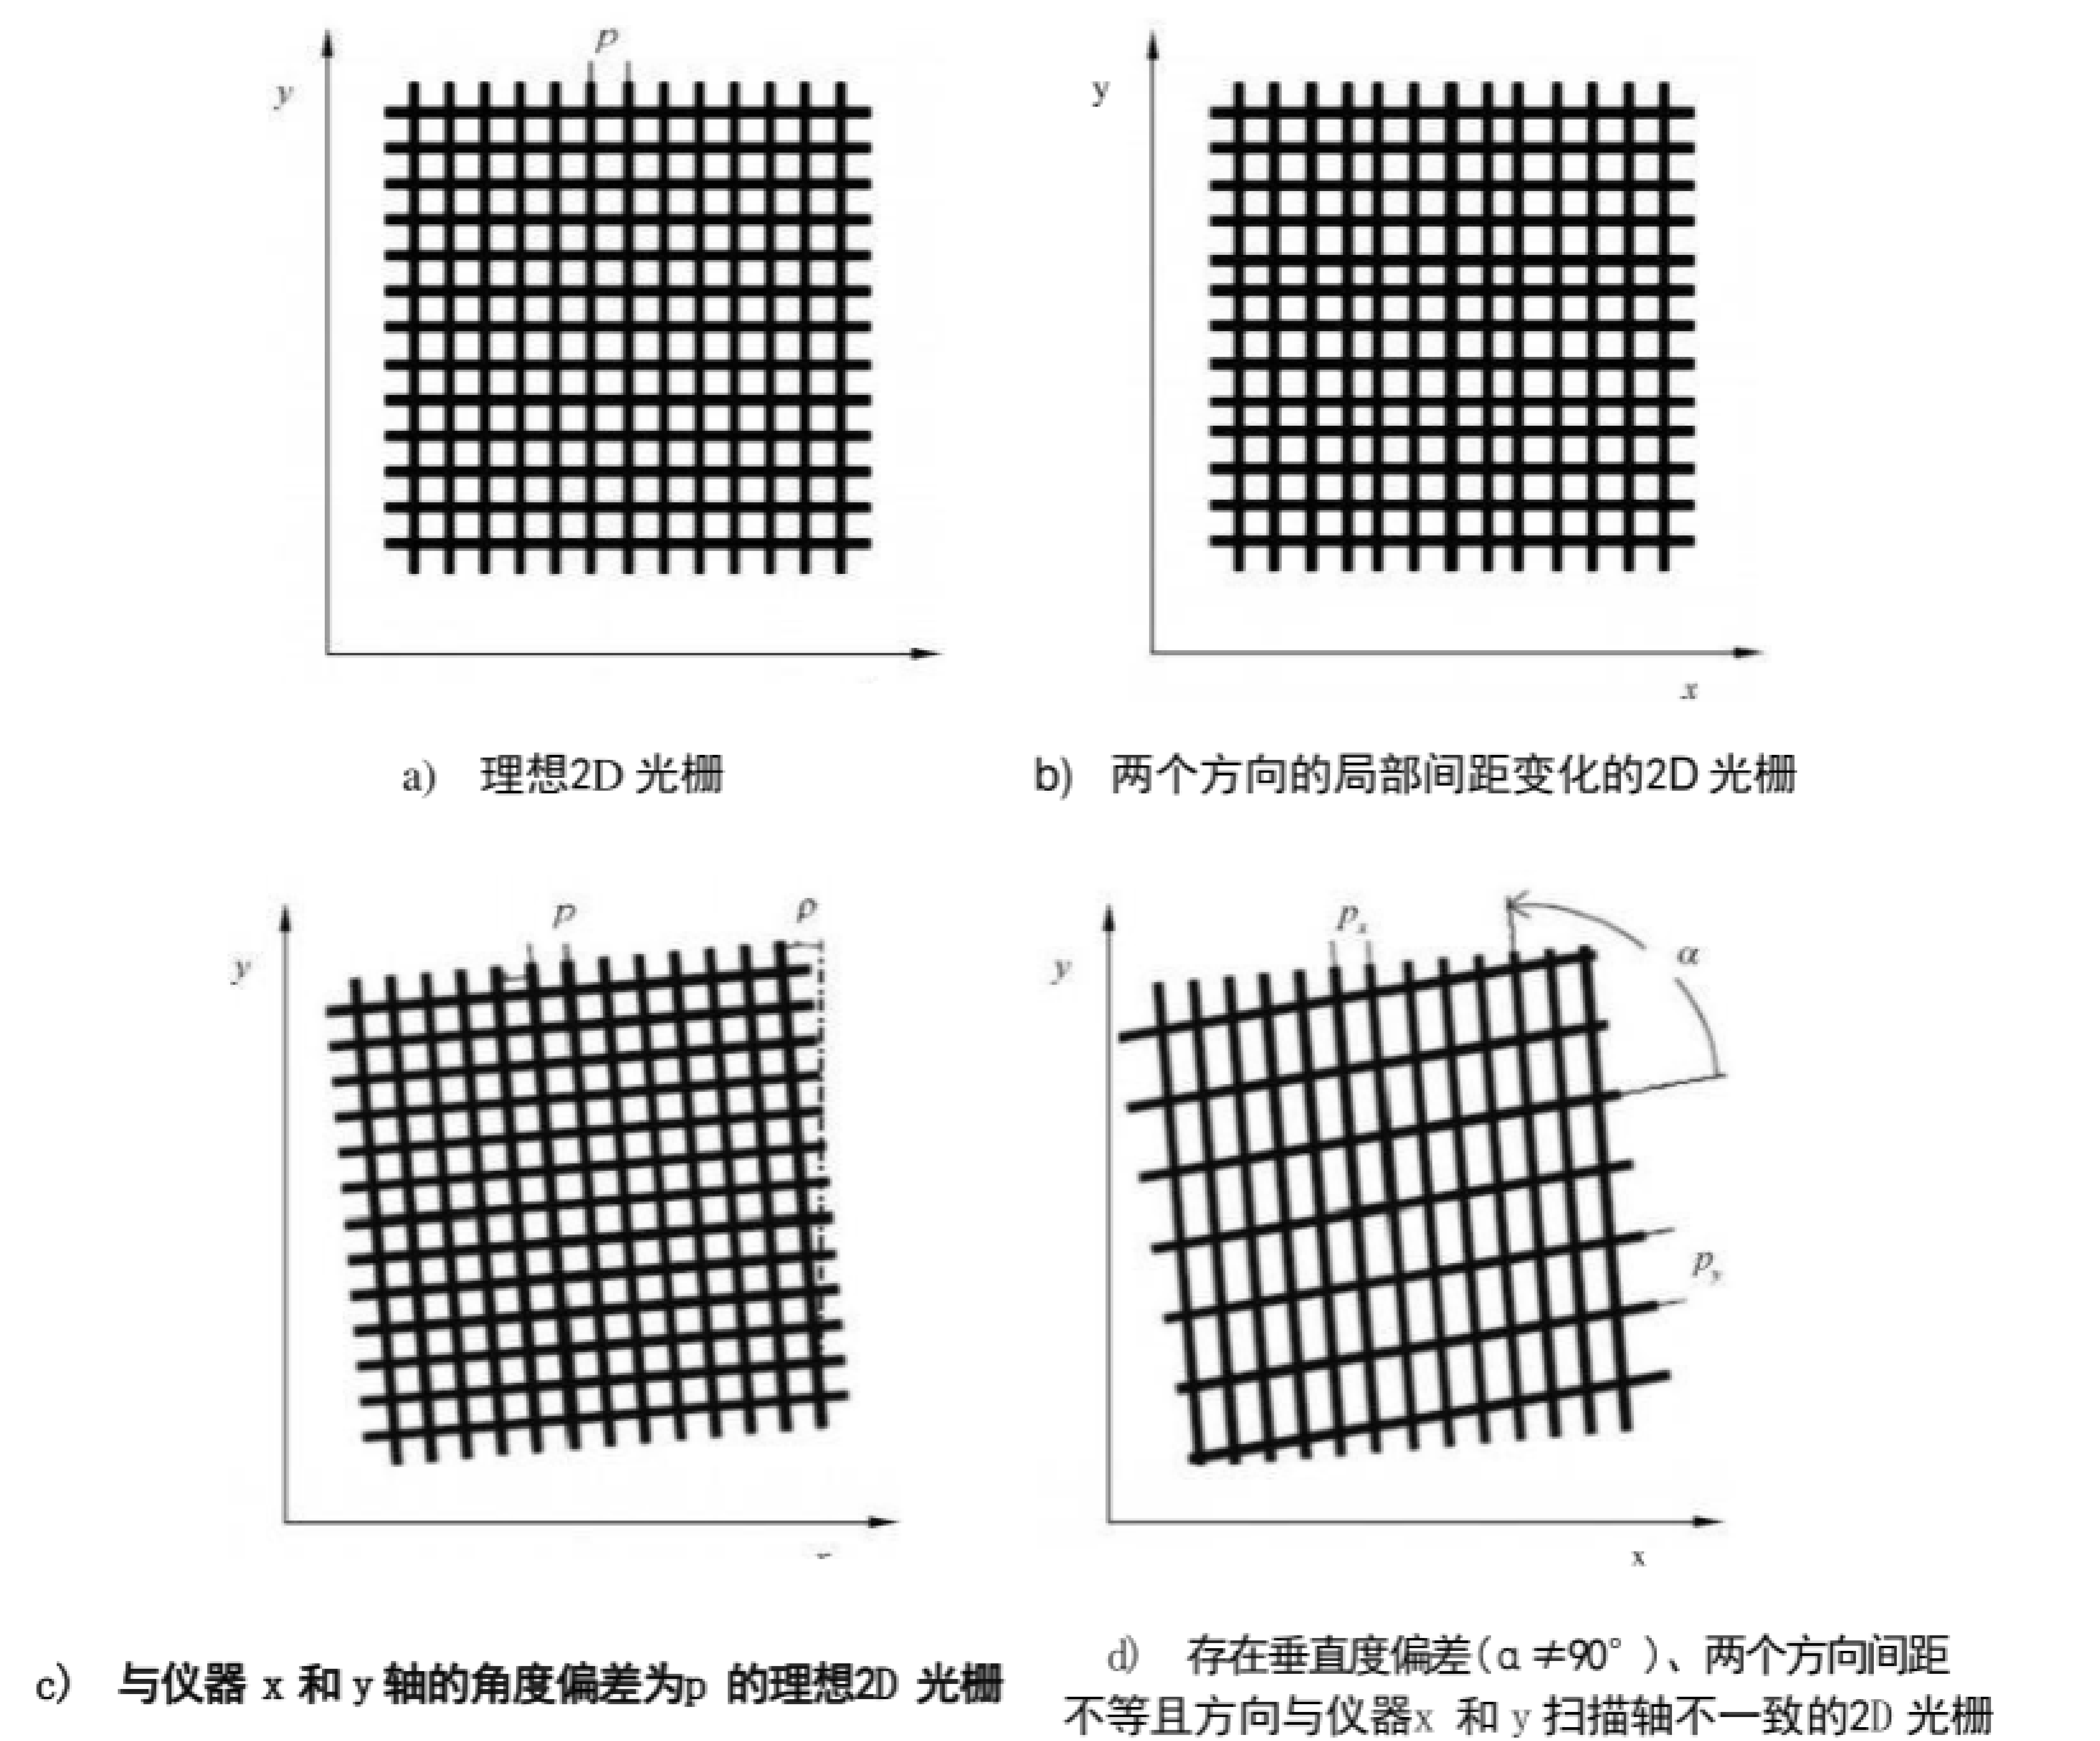 p
y
a) 理想2D 光栅
y
x
b) 两个方向的局部间距变化的2D 光栅
p
ρ
y
c) 与仪器 x 和 y 轴的角度偏差为p 的理想2D 光栅
pₓ
α
y
p_y
x
d) 存在垂直度偏差(α≠90°)、两个方向间距
不等且方向与仪器x 和 y 扫描轴不一致的2D 光栅